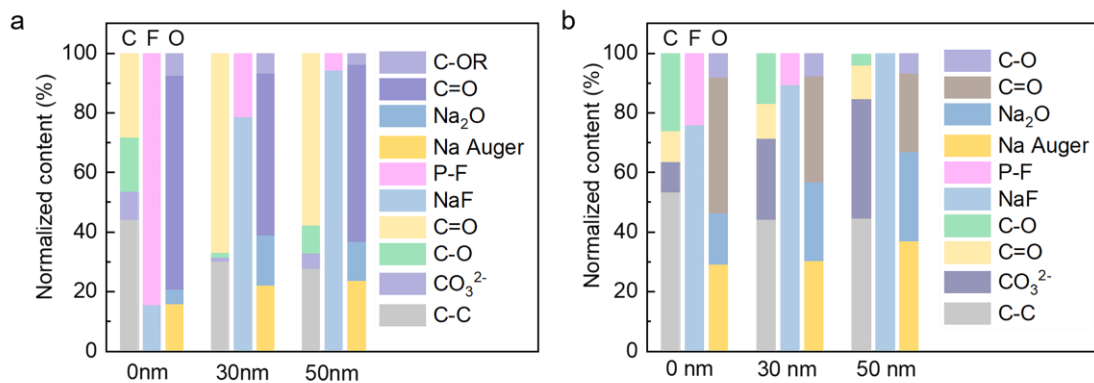 a
C F O
Normalized content (%)
100
80
60
40
20
0
0nm
30nm
50nm
C-OR
C=O
Na₂O
Na Auger
P-F
NaF
C=O
C-O
CO₃²⁻
C-C
b
C F O
Normalized content (%)
100
80
60
40
20
0
0 nm
30 nm
50 nm
C-O
C=O
Na₂O
Na Auger
P-F
NaF
C-O
C=O
CO₃²⁻
C-C